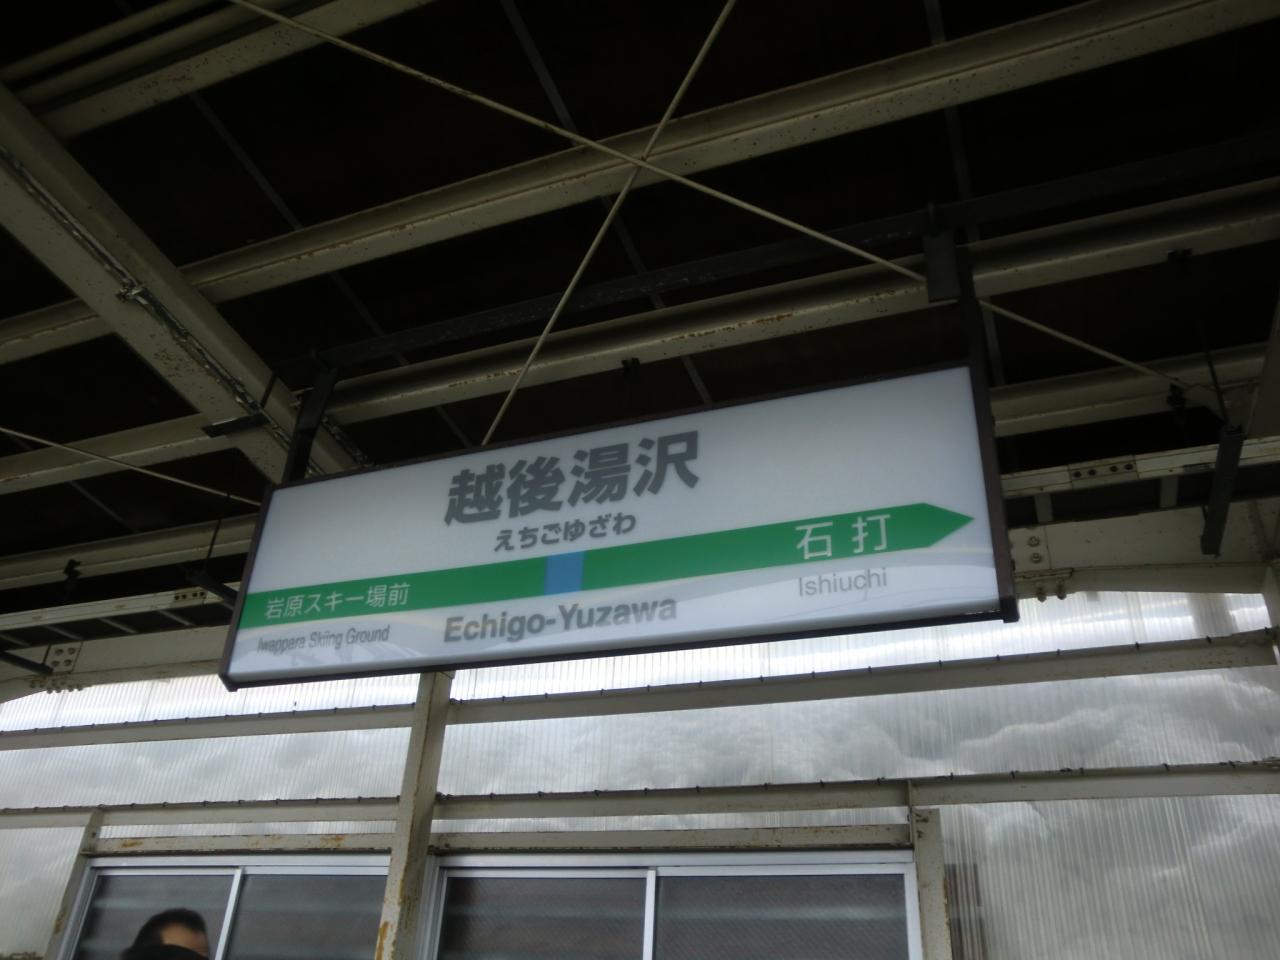 越後湯沢
えちごゆざわ
岩原スキー場前 石打
Iwappara Skiing Ground Echigo-Yuzawa Ishiuchi